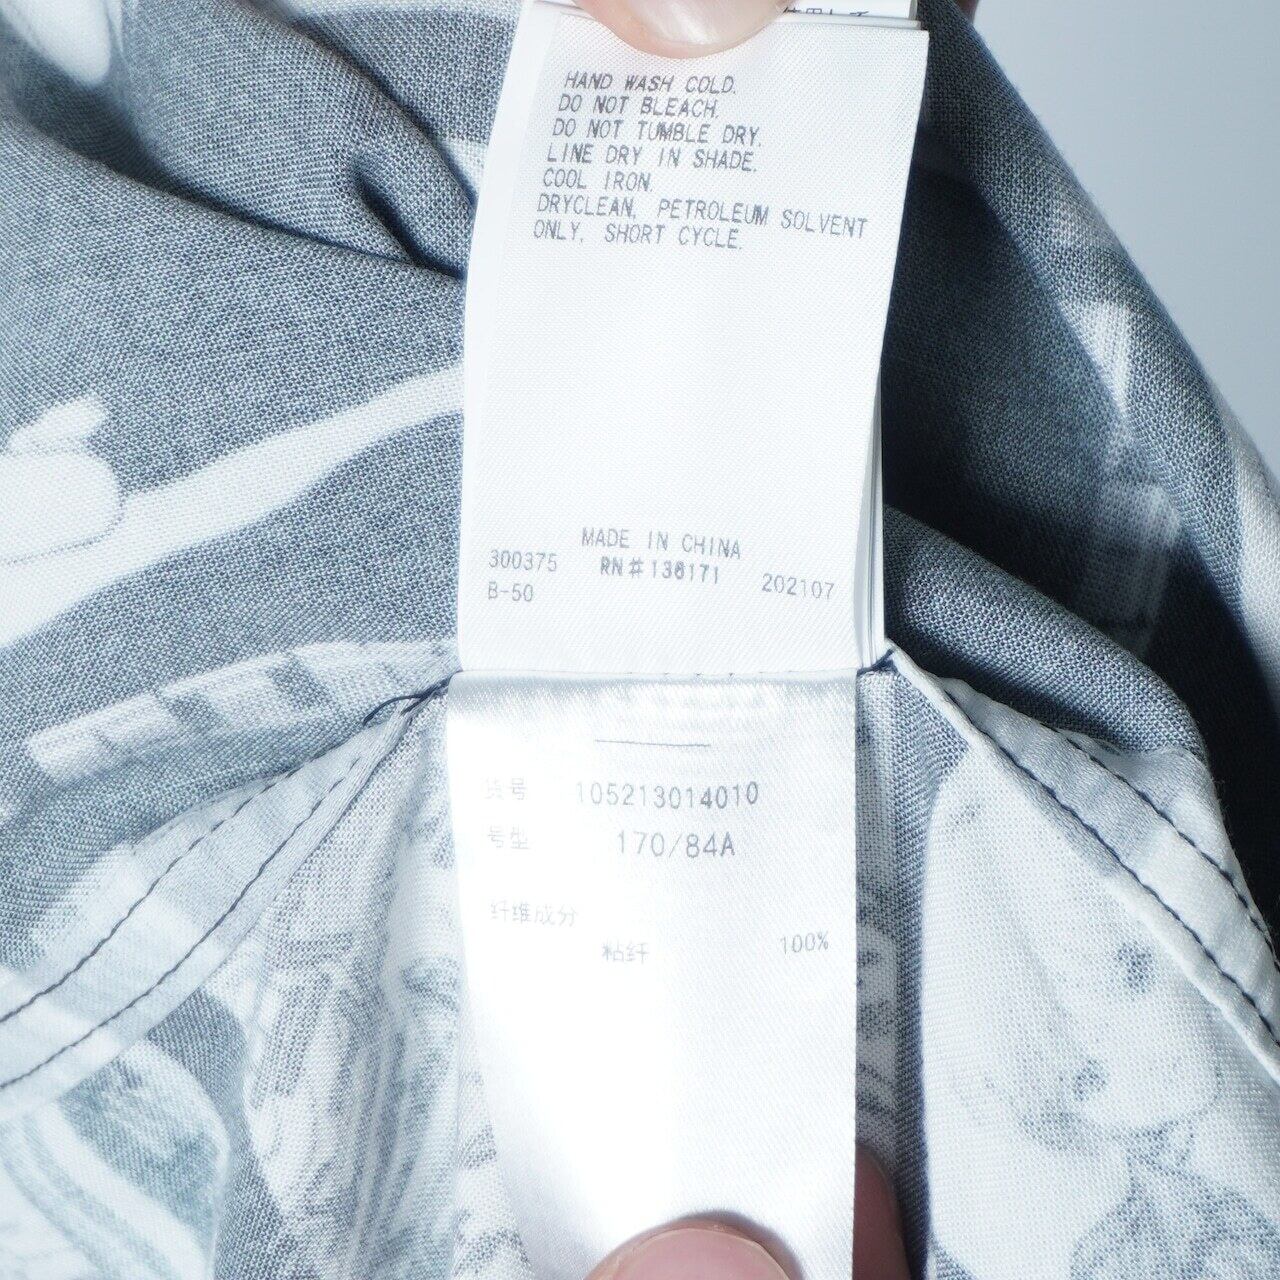 HAND WASH COLD.
DO NOT BLEACH.
DO NOT TUMBLE DRY.
LINE DRY IN SHADE.
COOL IRON.
DRYCLEAN, PETROLEUM SOLVENT
ONLY, SHORT CYCLE.
MADE IN CHINA
300375 RN#136171 202107
B-50
货号 105213014010
号型 170/84A
纤维成分
粘纤 100%